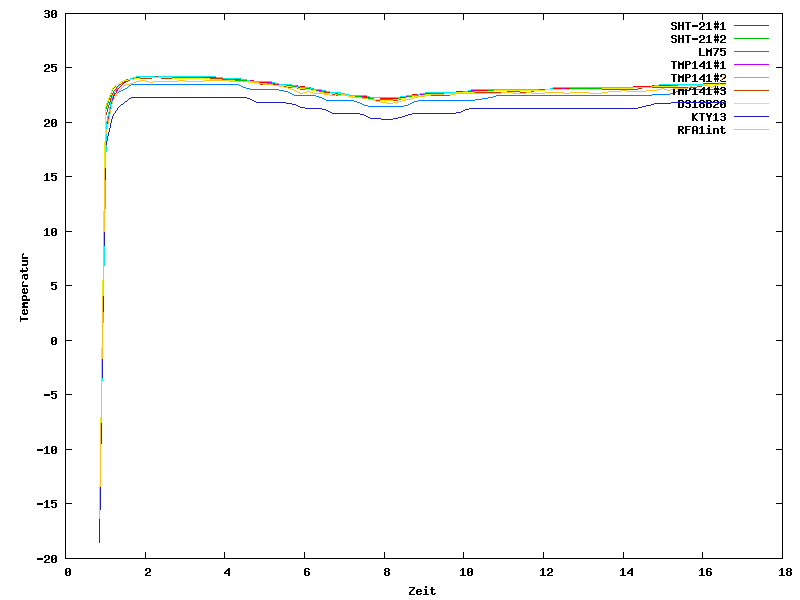 30
25
20
15
10
5
0
-5
-10
-15
-20
Temperatur
SHT-21#1
SHT-21#2
LM75
TMP141#1
TMP141#2
TMP141#3
DS18B20
KTY13
RFA1int
0 2 4 6 8 10 12 14 16 18
Zeit